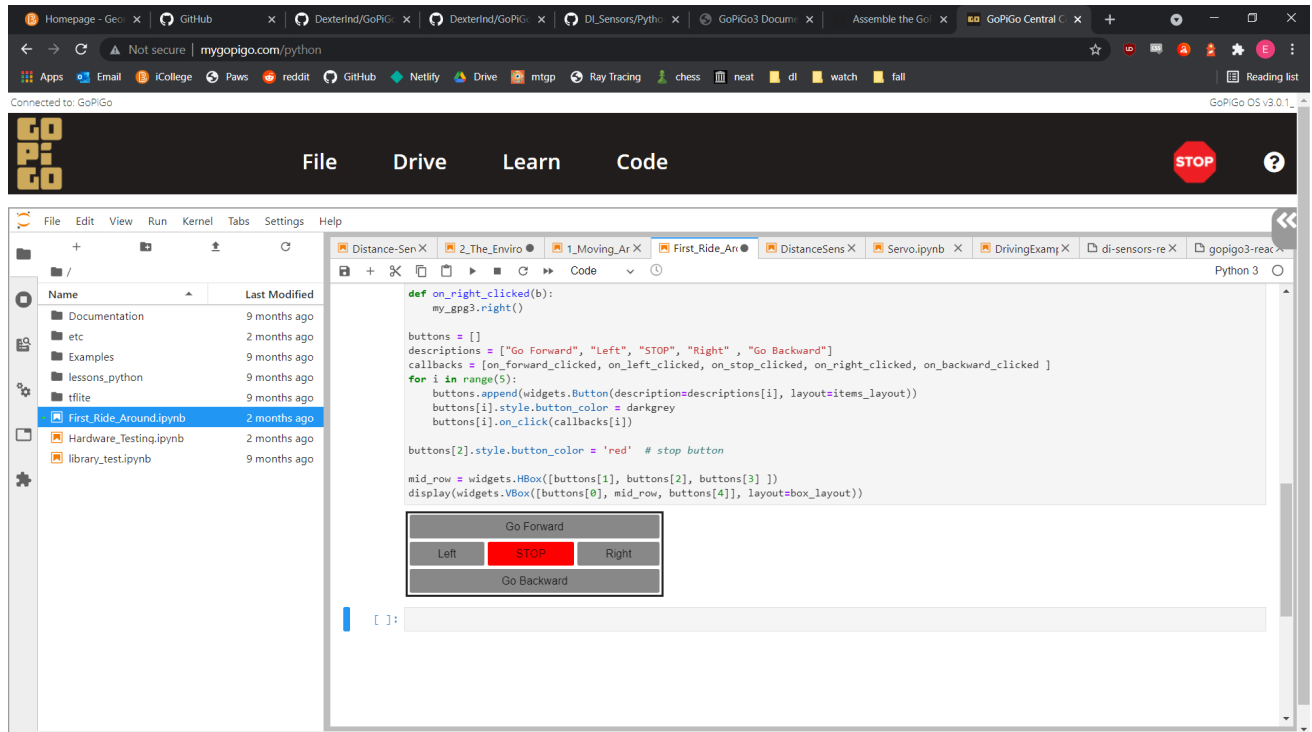 Homepage - Geor
GitHub
DexterInd/GoPiGo
DexterInd/GoPiGo
DI_Sensors/Pytho
GoPiGo3 Docume
Assemble the GoI
GoPiGo Central C
Not secure | mygopigo.com/python
Apps Email iCollege Paws reddit GitHub Netlify Drive mtgp Ray Tracing chess neat dl watch fall Reading list
Connected to: GoPiGo
GoPiGo OS v3.0.1_
GO
Pi
GO
File Drive Learn Code STOP ?
File Edit View Run Kernel Tabs Settings Help
Distance-Sen 2_The_Enviro 1_Moving_Ar First_Ride_Arc DistanceSens Servo.ipynb DrivingExamp di-sensors-re gopigo3-reac
Code Python 3
/
Name Last Modified
Documentation 9 months ago
etc 2 months ago
Examples 9 months ago
lessons_python 9 months ago
tflite 9 months ago
First_Ride_Around.ipynb 2 months ago
Hardware_Testing.ipynb 2 months ago
library_test.ipynb 9 months ago
def on_right_clicked(b):
my_gpg3.right()
buttons = []
descriptions = ["Go Forward", "Left", "STOP", "Right" , "Go Backward"]
callbacks = [on_forward_clicked, on_left_clicked, on_stop_clicked, on_right_clicked, on_backward_clicked ]
for i in range(5):
buttons.append(widgets.Button(description=descriptions[i], layout=items_layout))
buttons[i].style.button_color = darkgrey
buttons[i].on_click(callbacks[i])
buttons[2].style.button_color = 'red' # stop button
mid_row = widgets.HBox([buttons[1], buttons[2], buttons[3] ])
display(widgets.VBox([buttons[0], mid_row, buttons[4]], layout=box_layout))
Go Forward
Left STOP Right
Go Backward
[ ]: